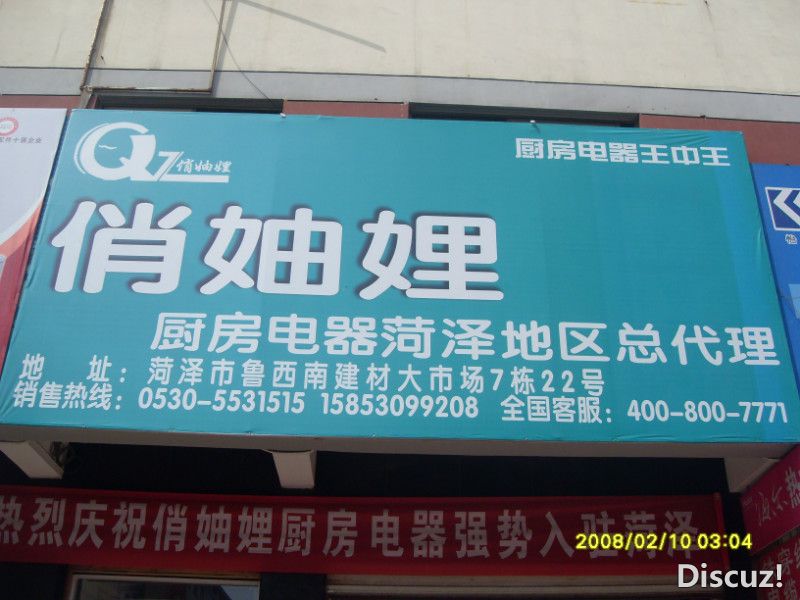 俏妯娌
厨房电器王中王
俏妯娌
厨房电器菏泽地区总代理
地 址：菏泽市鲁西南建材大市场7栋22号
销售热线：0530-5531515 15853099208 全国客服：400-800-7771
热烈庆祝俏妯娌厨房电器强势入驻菏泽
海尔热
2008/02/10 03:04
Discuz!